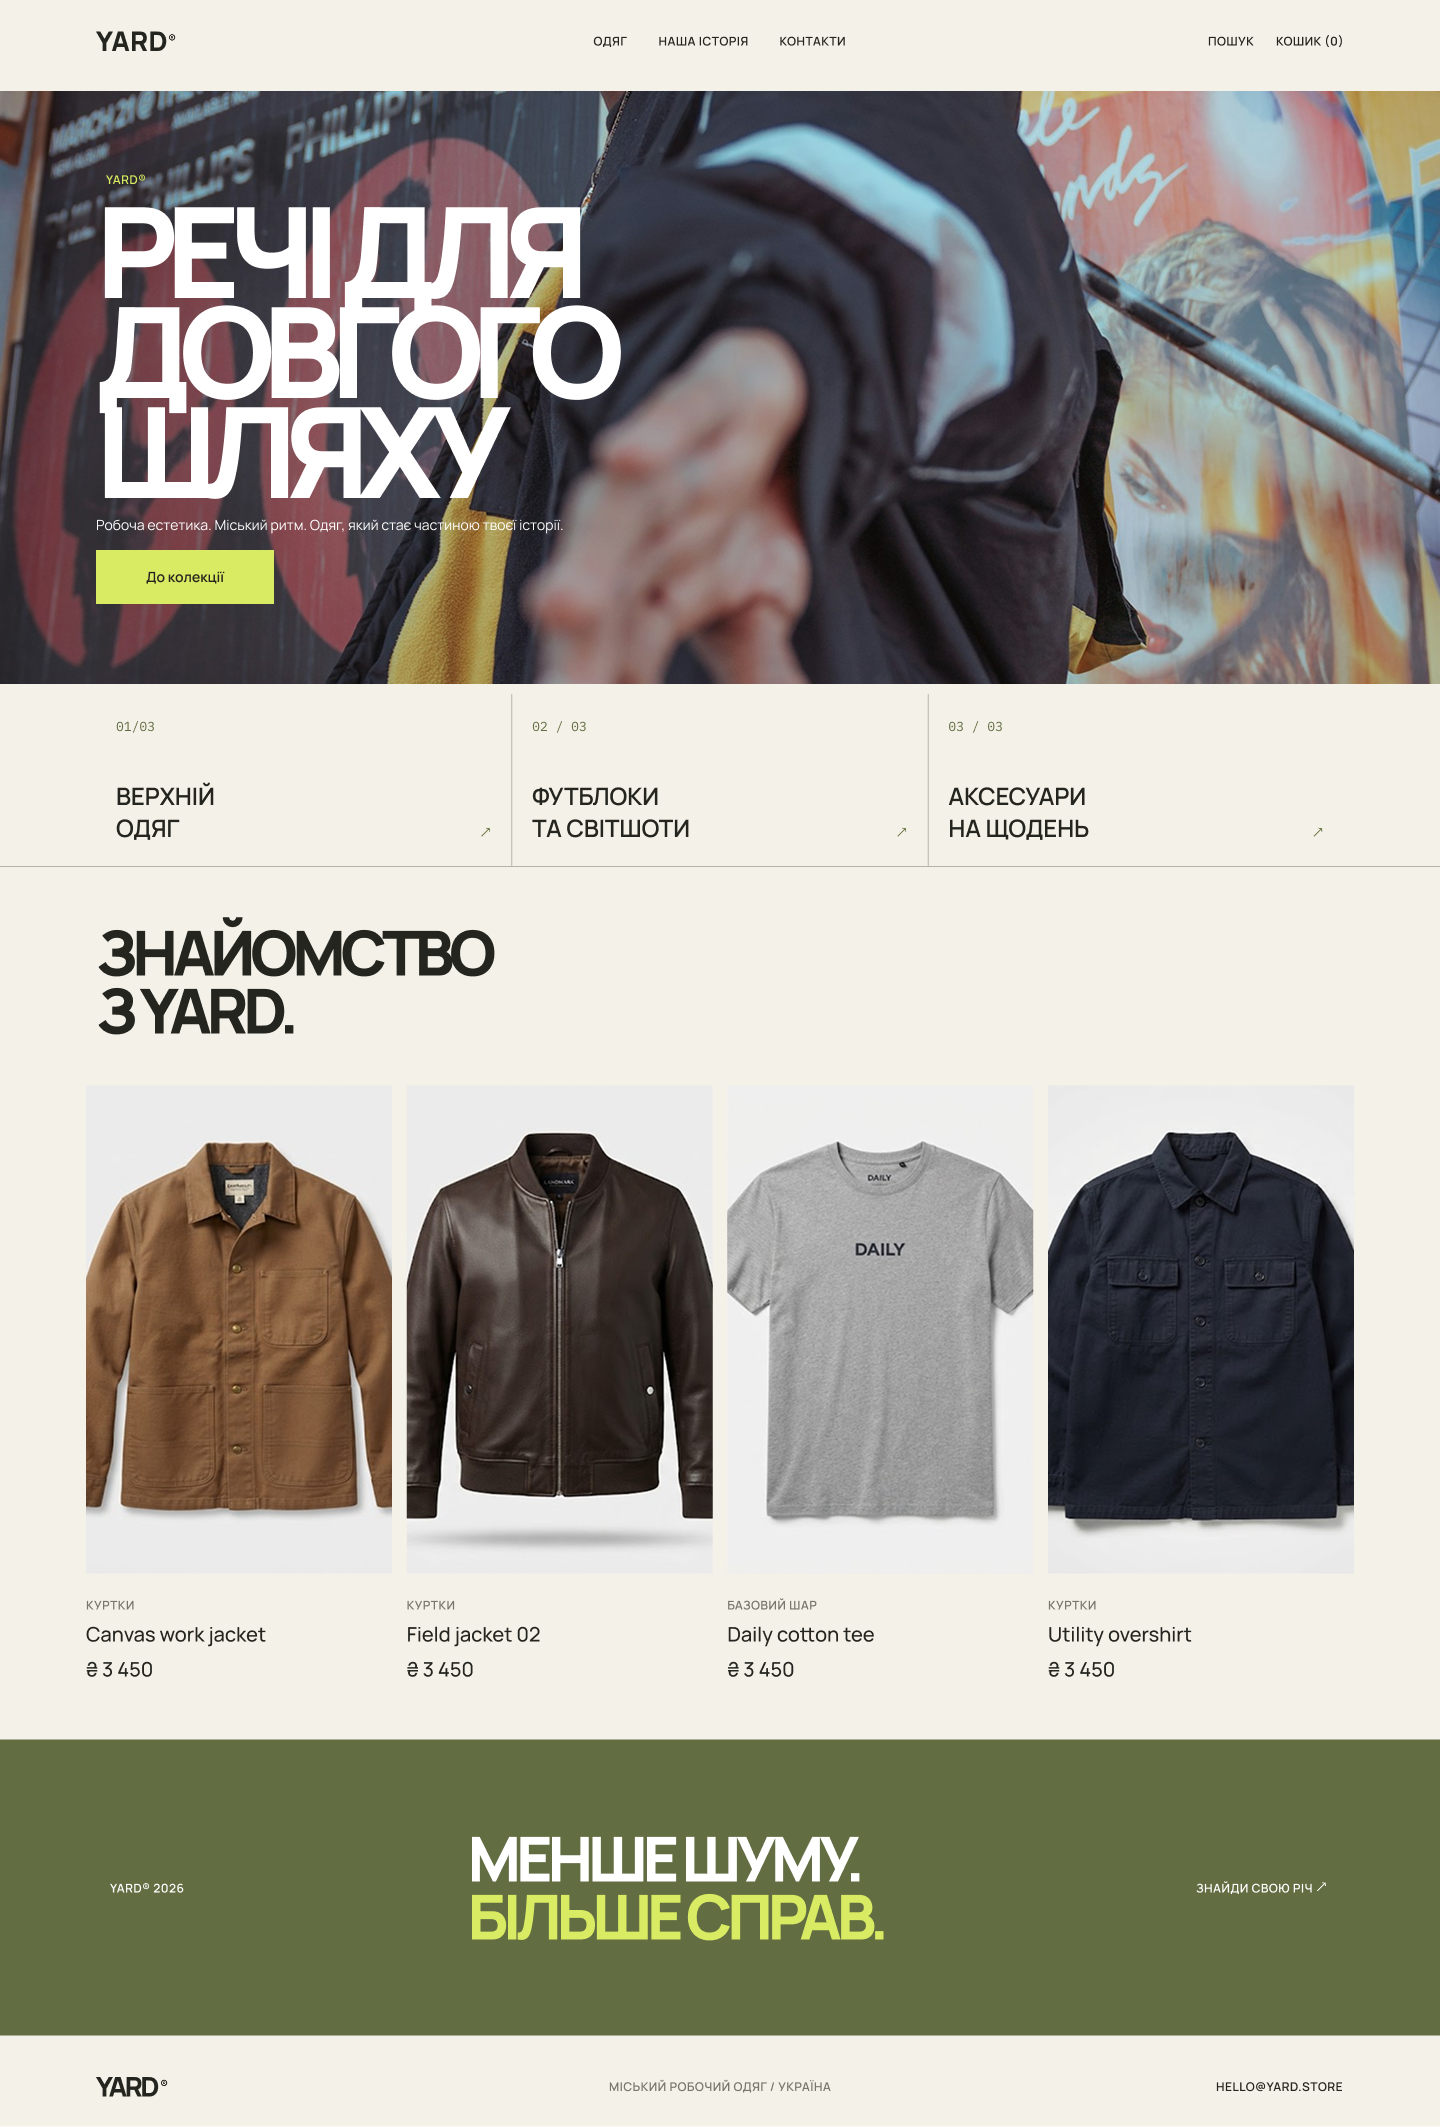 YARD®
ОДЯГ
НАША ІСТОРІЯ
КОНТАКТИ
ПОШУК
КОШИК (0)
MARCH 21 @ TH
PHILLIP
YARD®
РЕЧІ ДЛЯ
ДОВГОГО
ШЛЯХУ
Робоча естетика. Міський ритм. Одяг, який стає частиною твоєї історії.
До колекції
01/03
02 / 03
03 / 03
ВЕРХНІЙ
ОДЯГ
ФУТБЛОКИ
ТА СВІТШОТИ
АКСЕСУАРИ
НА ЩОДЕНЬ
ЗНАЙОМСТВО
З YARD.
DAILY
DAILY
КУРТКИ
Canvas work jacket
₴ 3 450
КУРТКИ
Field jacket 02
₴ 3 450
БАЗОВИЙ ШАР
Daily cotton tee
₴ 3 450
КУРТКИ
Utility overshirt
₴ 3 450
YARD® 2026
МЕНШЕ ШУМУ.
БІЛЬШЕ СПРАВ.
ЗНАЙДИ СВОЮ РІЧ
YARD®
МІСЬКИЙ РОБОЧИЙ ОДЯГ / УКРАЇНА
HELLO@YARD.STORE